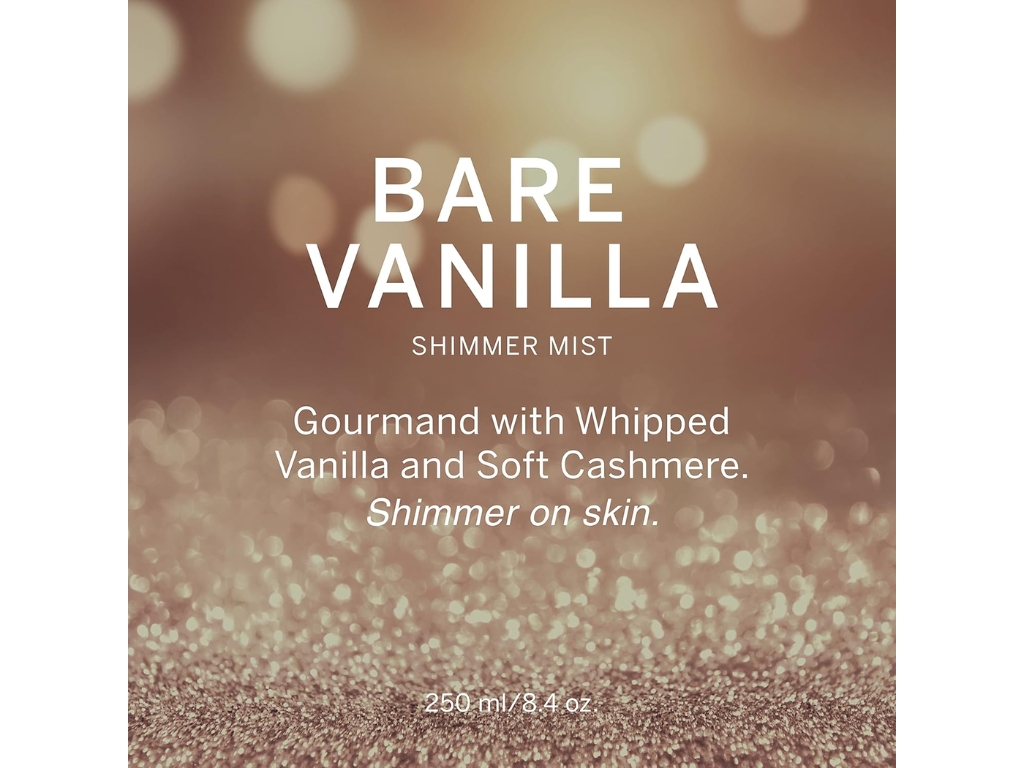 BARE
VANILLA
SHIMMER MIST
Gourmand with Whipped
Vanilla and Soft Cashmere.
Shimmer on skin.
250 ml/8.4 oz.